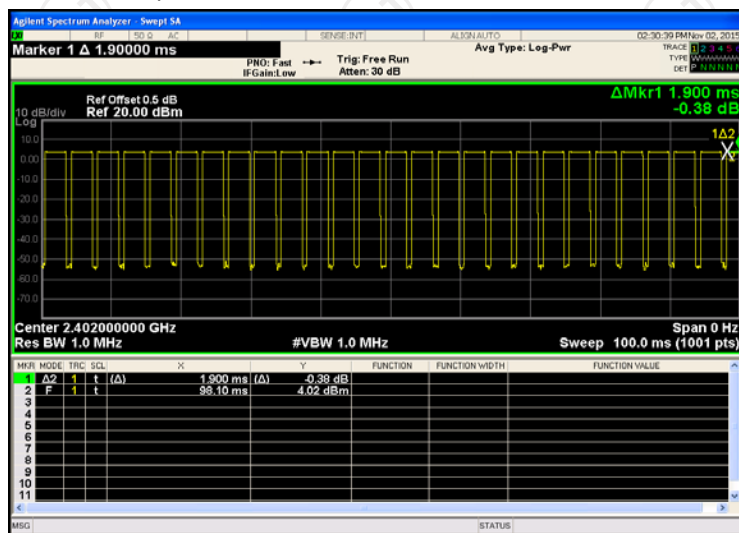 Agilent Spectrum Analyzer - Swept SA
LXI RF 50 Ω AC SENSE:INT ALIGN AUTO 02:30:39 PM Nov 02, 2015
Marker 1 Δ 1.90000 ms Avg Type: Log-Pwr TRACE 1 2 3 4 5 6
PNO: Fast Trig: Free Run TYPE WWWWWW
IFGain:Low Atten: 30 dB DET P N N N N N
ΔMkr1 1.900 ms
Ref Offset 0.5 dB -0.38 dB
10 dB/div Ref 20.00 dBm
Log
10.0 1Δ2
0.00
-10.0
-20.0
-30.0
-40.0
-50.0
-60.0
-70.0
Center 2.402000000 GHz Span 0 Hz
Res BW 1.0 MHz #VBW 1.0 MHz Sweep 100.0 ms (1001 pts)
MKR MODE TRC SCL X Y FUNCTION FUNCTION WIDTH FUNCTION VALUE
1 Δ2 1 t (Δ) 1.900 ms (Δ) -0.38 dB
2 F 1 t 98.10 ms 4.02 dBm
3
4
5
6
7
8
9
10
11
MSG STATUS